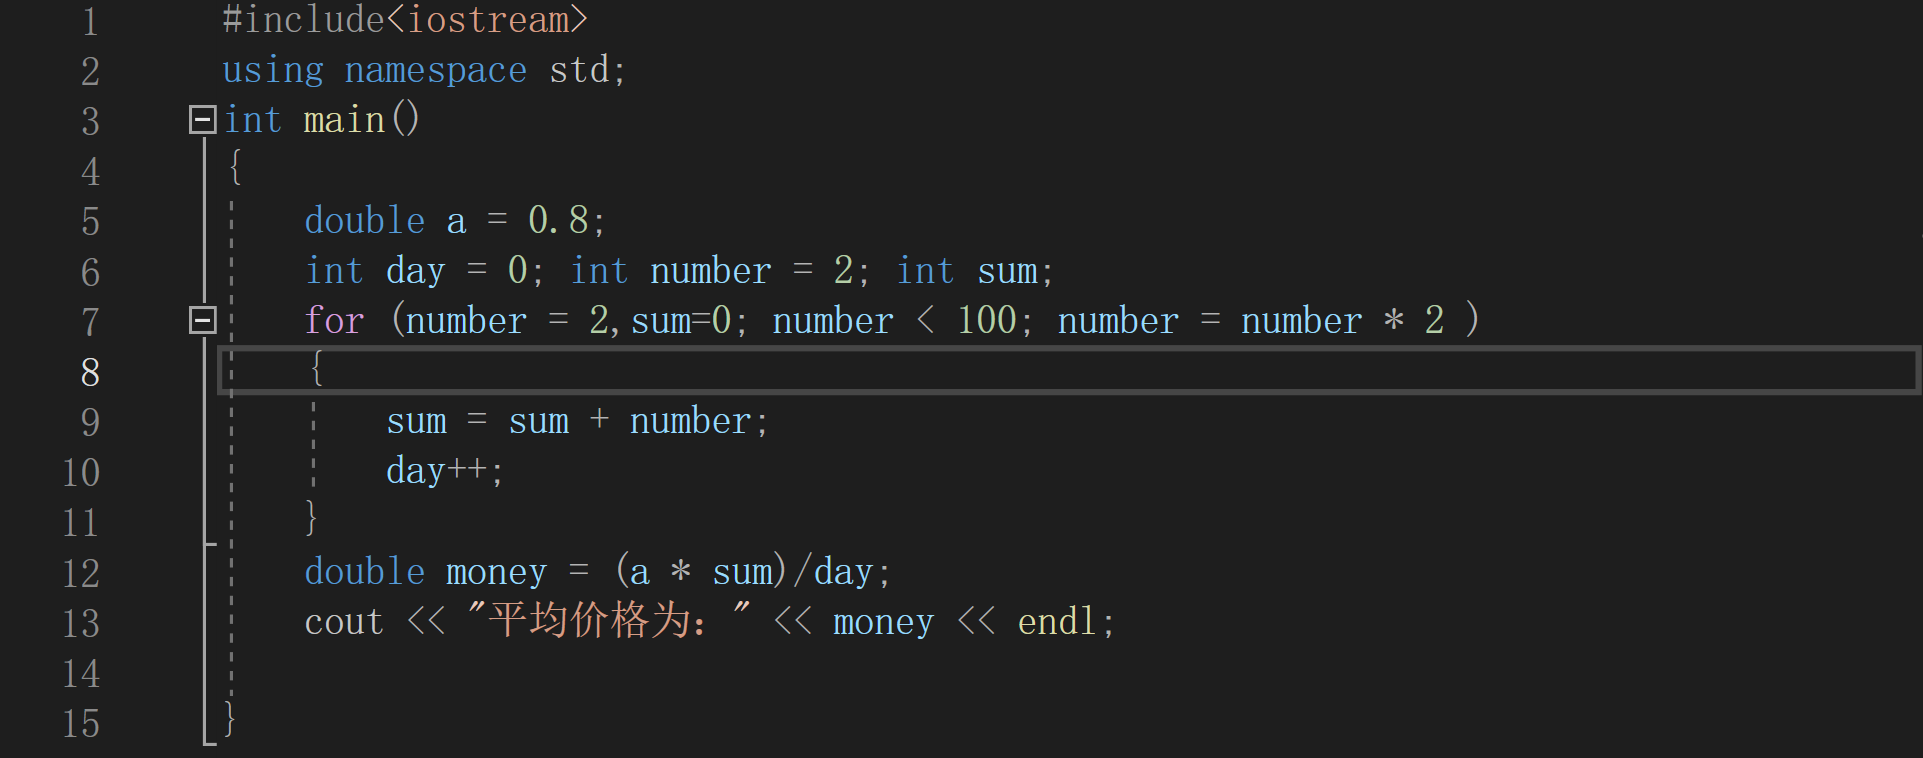 1 #include<iostream>
2 using namespace std;
3 int main()
4 {
5 double a = 0.8;
6 int day = 0; int number = 2; int sum;
7 for (number = 2,sum=0; number < 100; number = number * 2 )
8 {
9 sum = sum + number;
10 day++;
11 }
12 double money = (a * sum)/day;
13 cout << "平均价格为：" << money << endl;
14
15 }